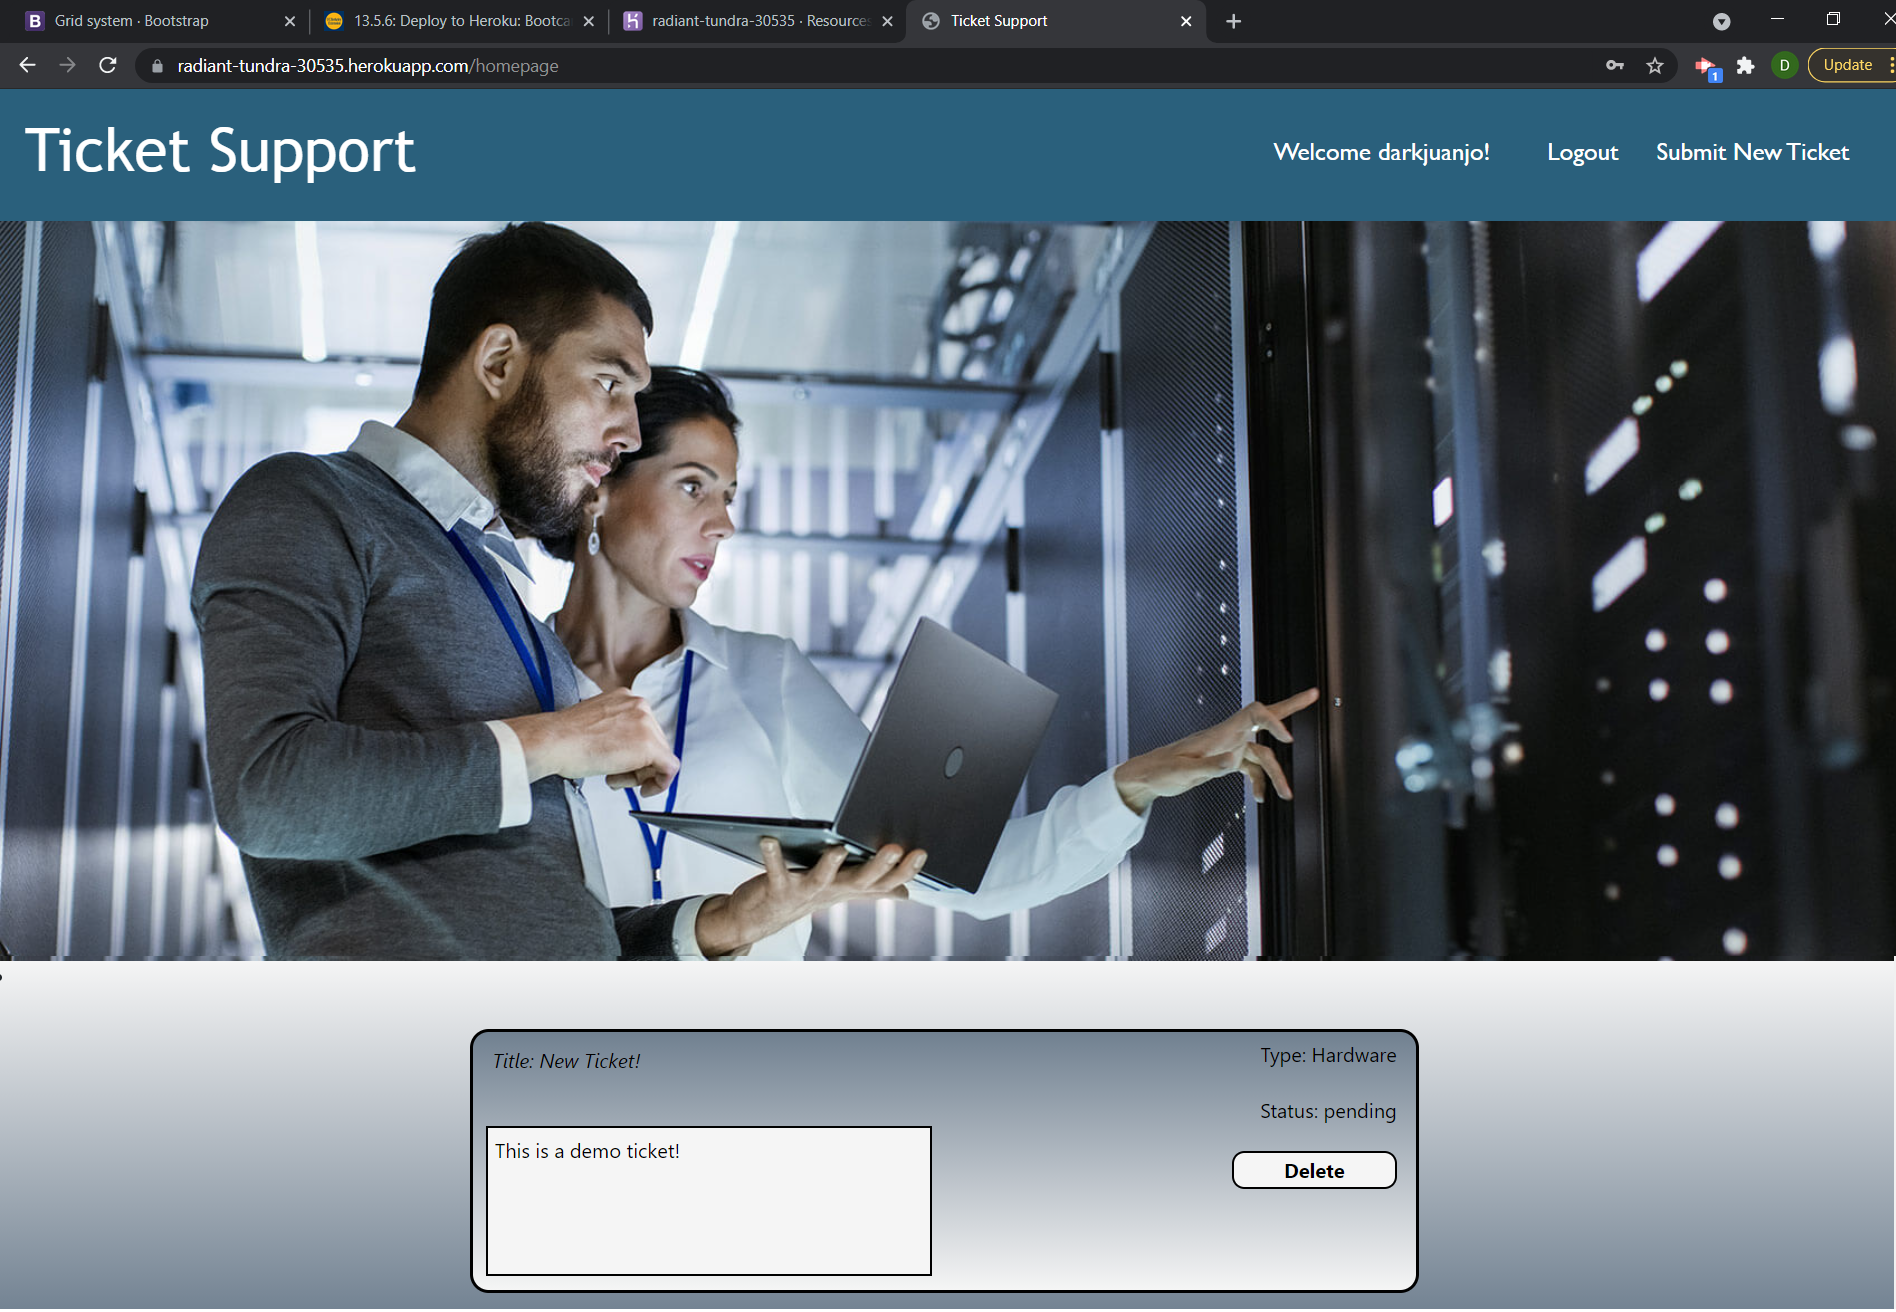 Grid system · Bootstrap
13.5.6: Deploy to Heroku: Bootca
radiant-tundra-30535 · Resources
Ticket Support
radiant-tundra-30535.herokuapp.com/homepage
1
D
Update
Ticket Support
Welcome darkjuanjo!
Logout
Submit New Ticket
Title: New Ticket!
Type: Hardware
Status: pending
This is a demo ticket!
Delete